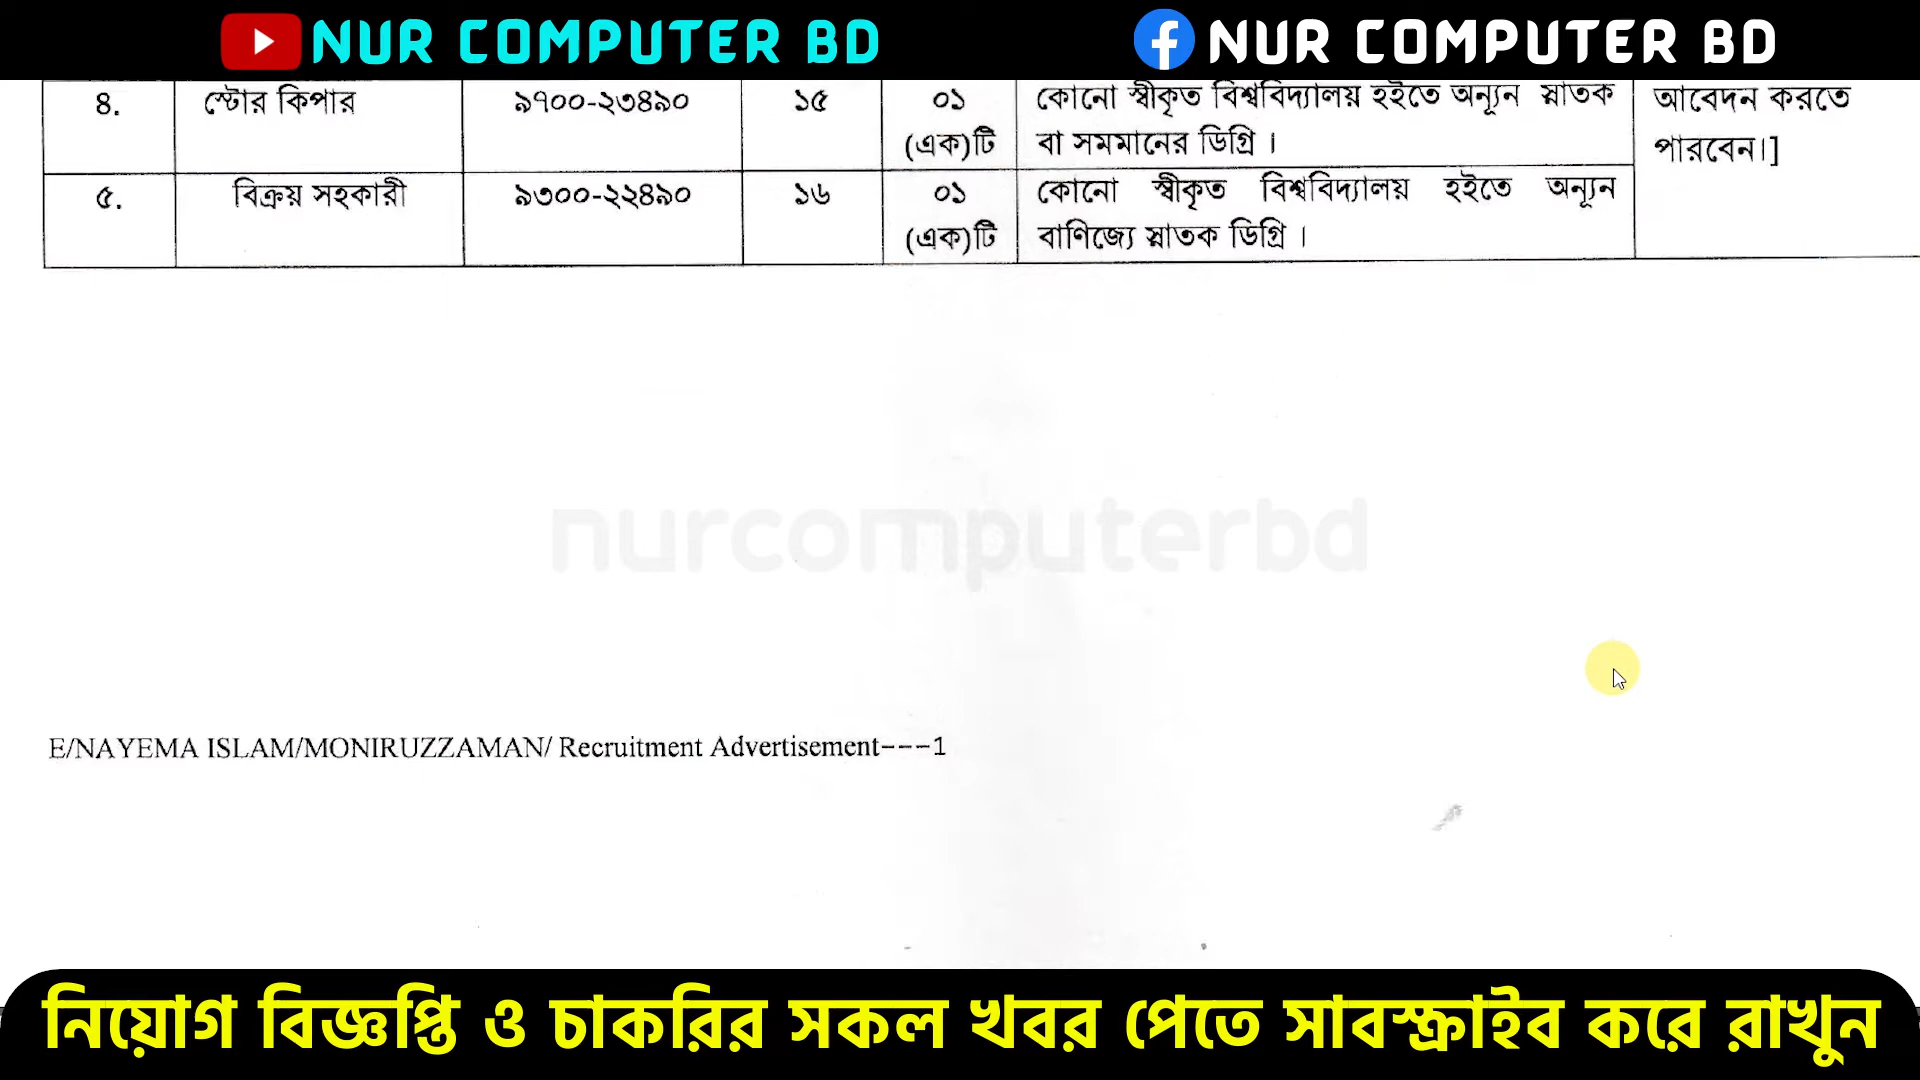 NUR COMPUTER BD
NUR COMPUTER BD
৪. স্টোর কিপার ৯৭০০-২৩৪৯০ ১৫ ০১ (এক)টি
কোনো স্বীকৃত বিশ্ববিদ্যালয় হইতে অন্যূন স্নাতক
বা সমমানের ডিগ্রি।
আবেদন করতে
পারবেন।]
৫. বিক্রয় সহকারী ৯৩০০-২২৪৯০ ১৬ ০১ (এক)টি
কোনো স্বীকৃত বিশ্ববিদ্যালয় হইতে অন্যূন
বাণিজ্যে স্নাতক ডিগ্রি।
nurcomputerbd
E/NAYEMA ISLAM/MONIRUZZAMAN/ Recruitment Advertisement---1
নিয়োগ বিজ্ঞপ্তি ও চাকরির সকল খবর পেতে সাবস্ক্রাইব করে রাখুন